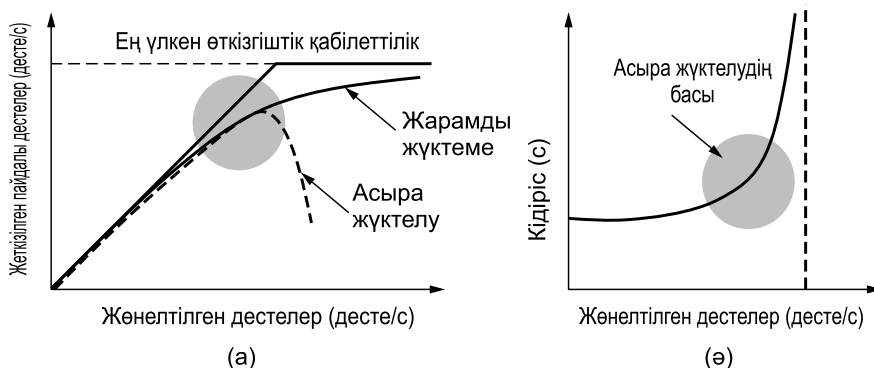 Жеткізілген пайдалы дестелер (десте/с)
Ең үлкен өткізгіштік қабілеттілік
Жарамды
жүктеме
Асыра
жүктелу
Жөнелтілген дестелер (десте/с)
(а)
Кідіріс (с)
Асыра жүктелудің
басы
Жөнелтілген дестелер (десте/с)
(ә)